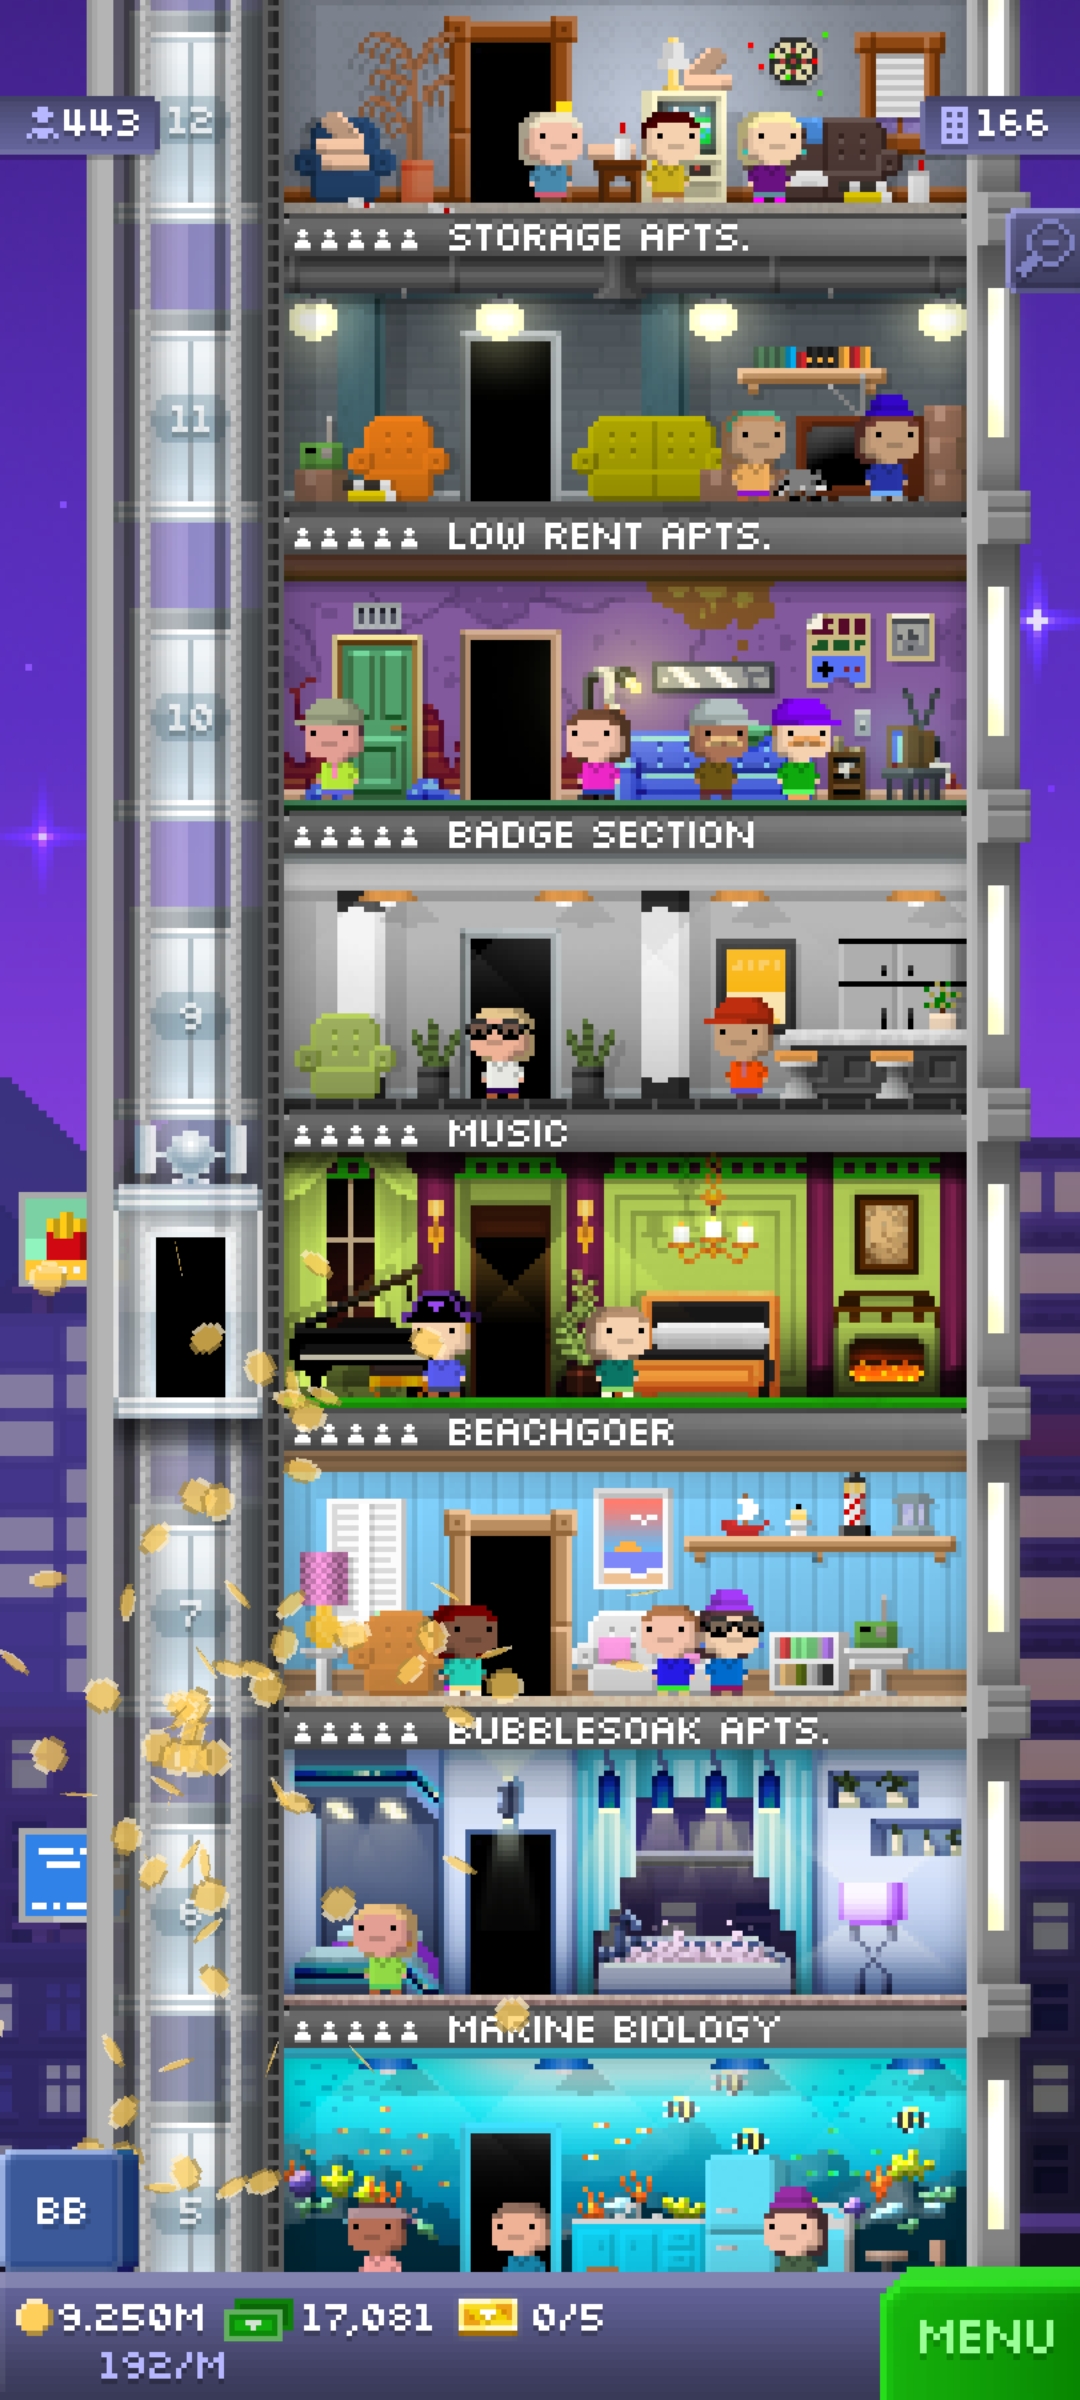 443
12
166
STORAGE APTS.
11
LOW RENT APTS.
10
BADGE SECTION
9
MUSIC
BEACHGOER
7
BUBBLESOAK APTS.
6
MARINE BIOLOGY
BB
5
9.250M
17,081
0/5
MENU
192/M